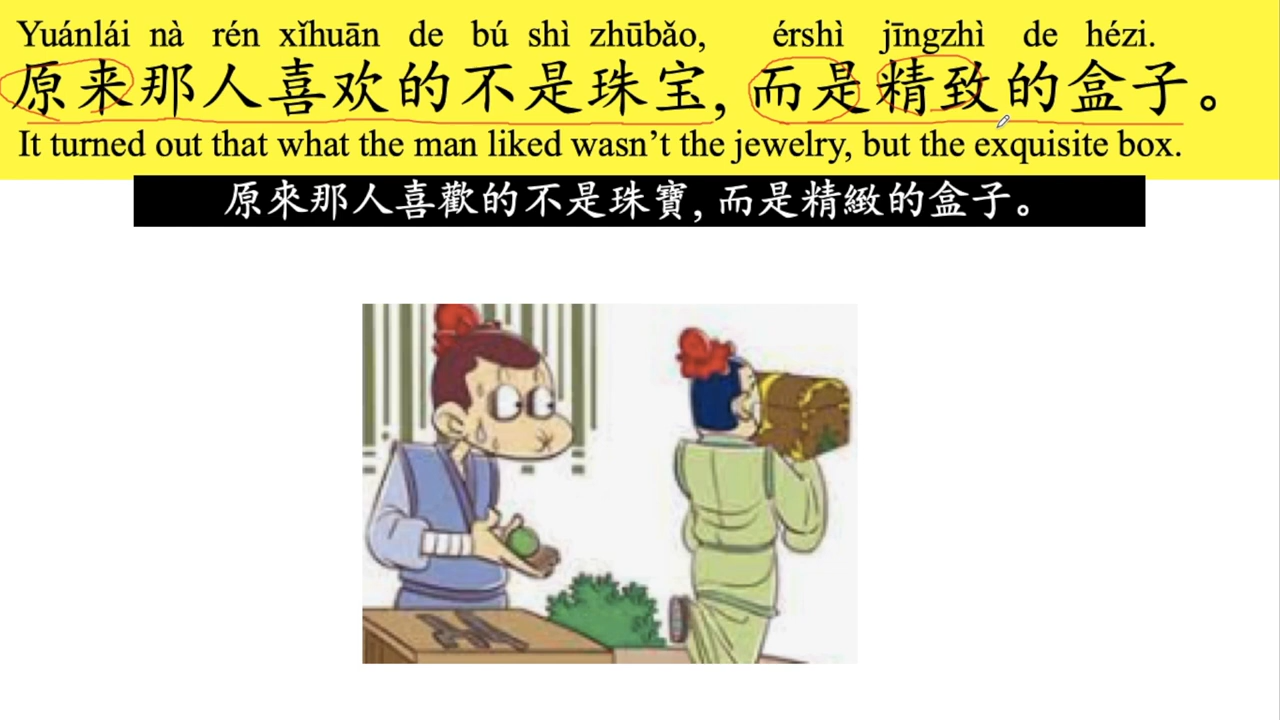 Yuánlái nà rén xǐhuān de bú shì zhūbǎo, érshì jīngzhì de hézi.
原来那人喜欢的不是珠宝, 而是精致的盒子。
It turned out that what the man liked wasn’t the jewelry, but the exquisite box.
原來那人喜歡的不是珠寶, 而是精緻的盒子。